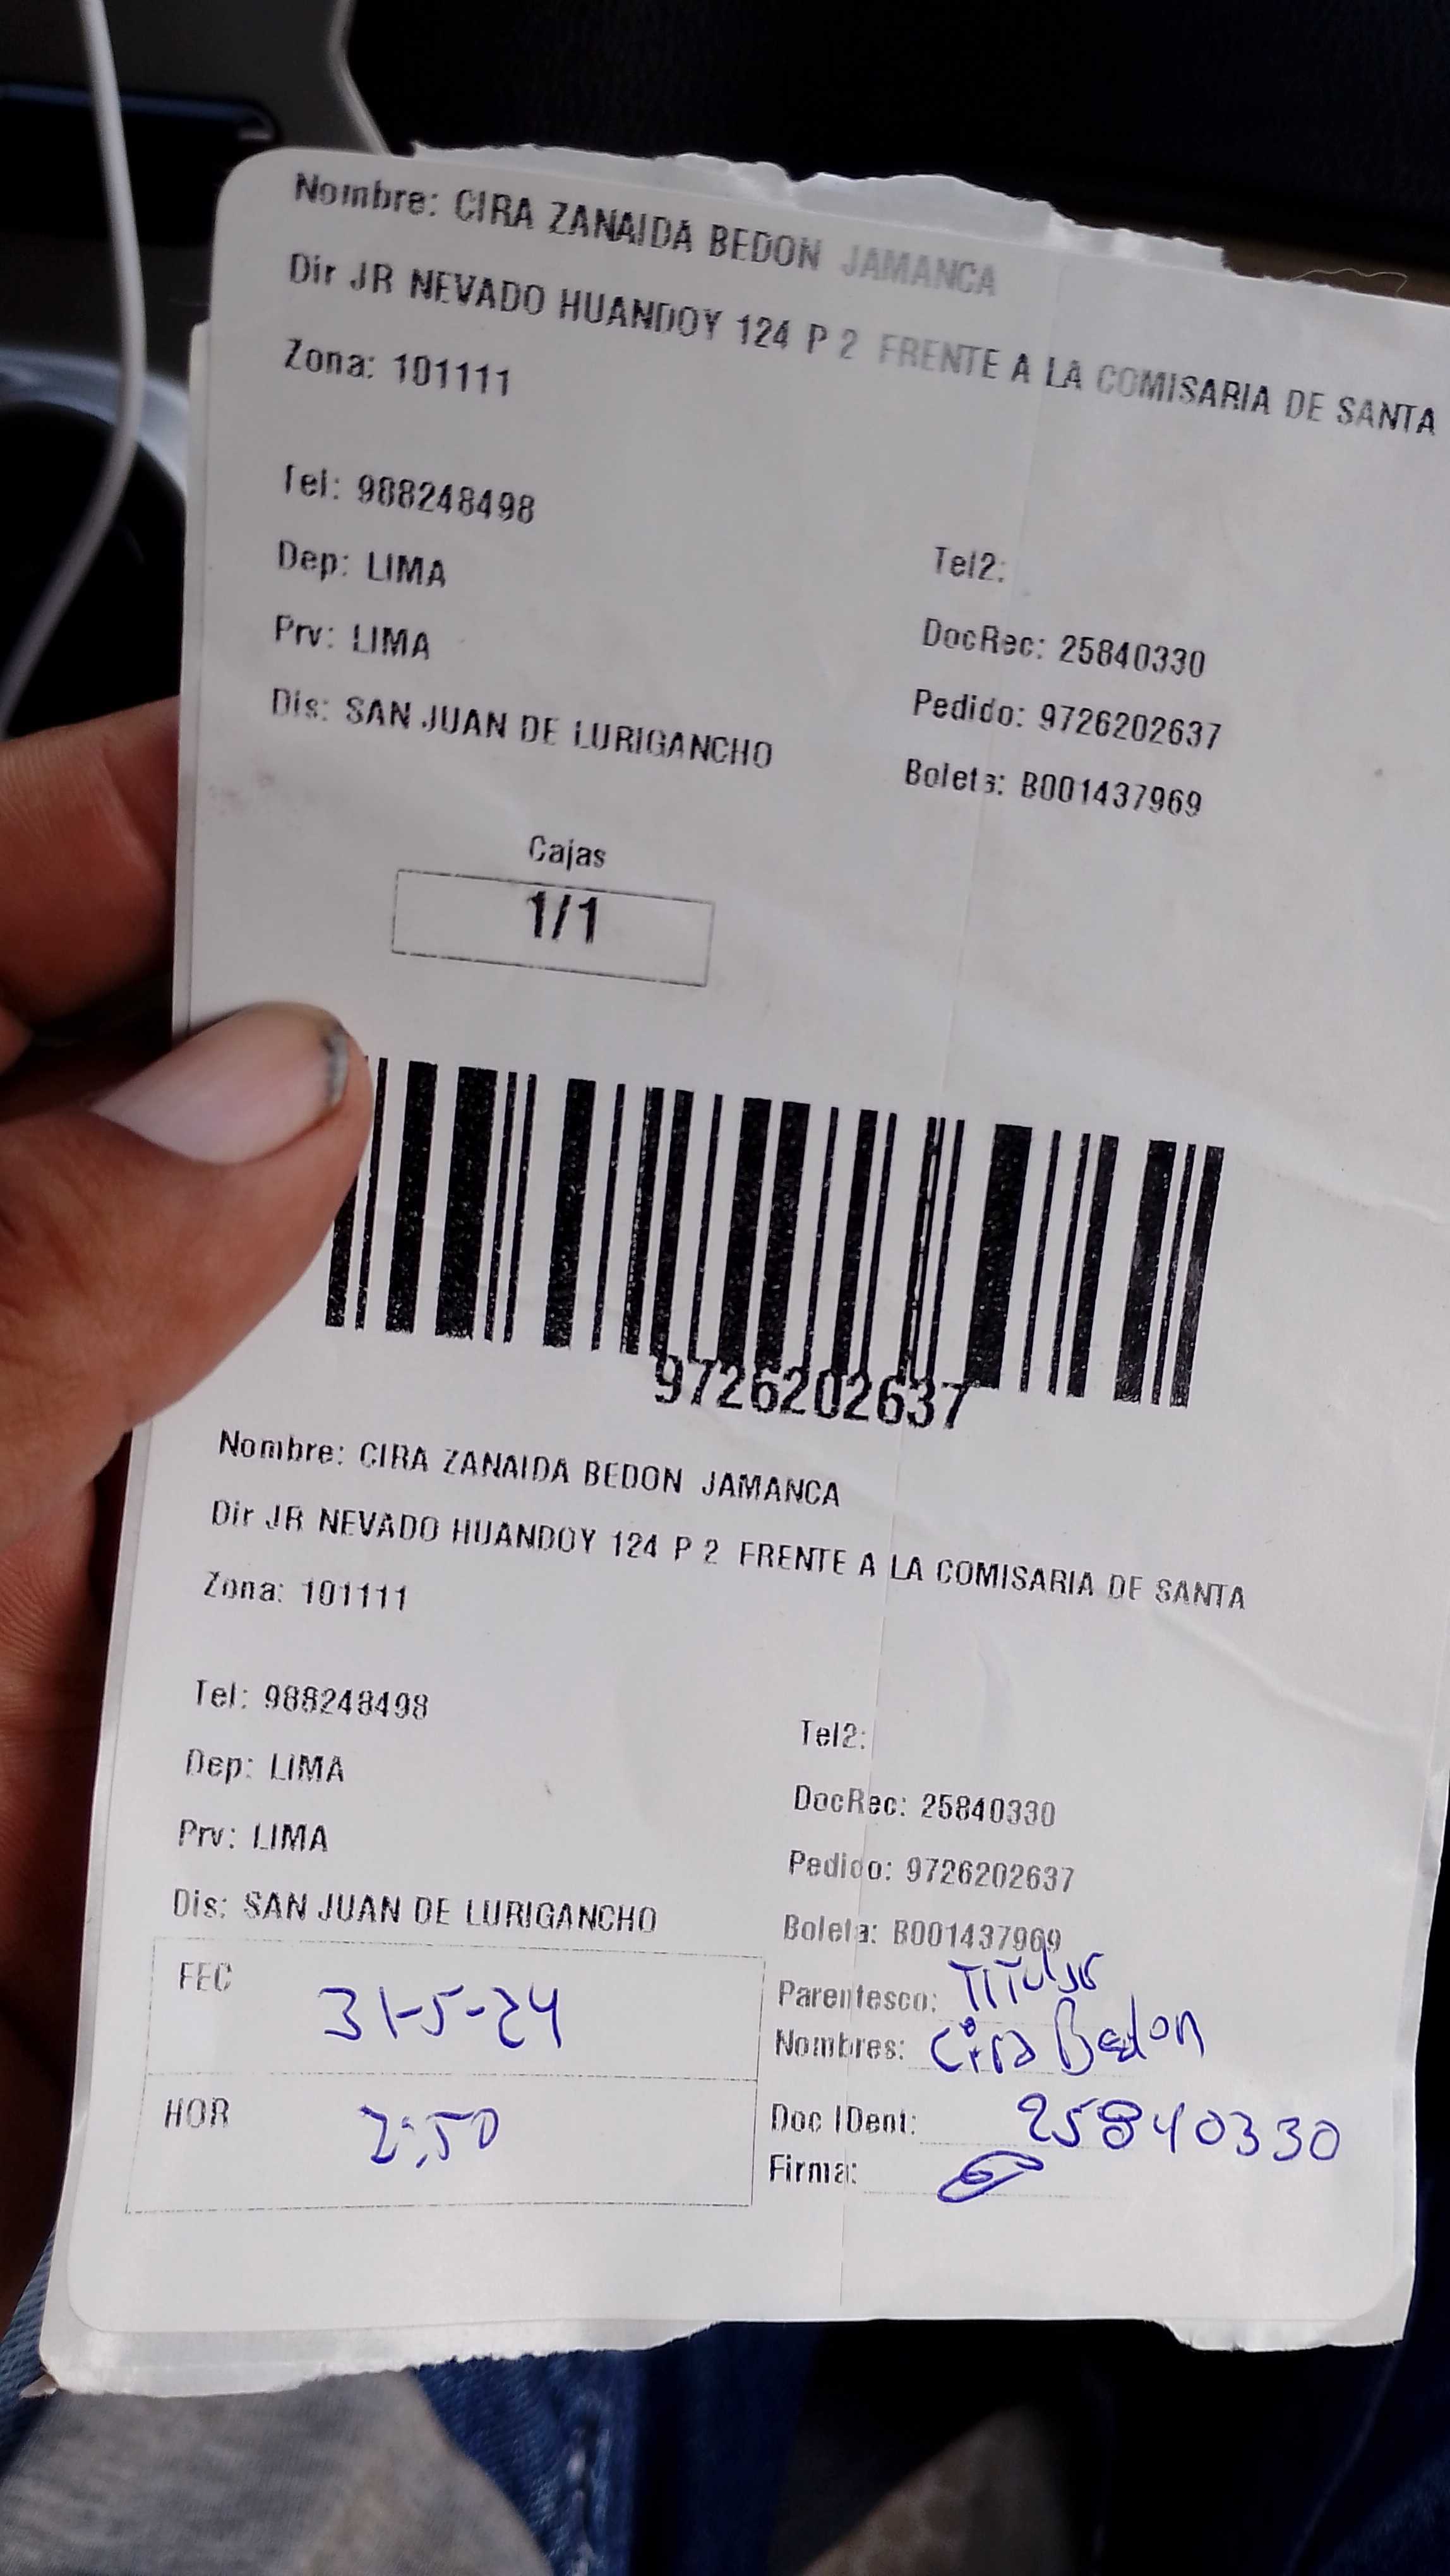 Nombre: CIRA ZANAIDA BEDON JAMANCA
Dir JR NEVADO HUANDOY 124 P 2 FRENTE A LA COMISARIA DE SANTA
Zona: 101111
Tel: 988248498
Tel2:
Dep: LIMA
DocRec: 25840330
Prv: LIMA
Pedido: 9726202637
Dis: SAN JUAN DE LURIGANCHO
Boleta: B001437969
Cajas
1/1
9726202637
Nombre: CIRA ZANAIDA BEDON JAMANCA
Dir JR NEVADO HUANDOY 124 P 2 FRENTE A LA COMISARIA DE SANTA
Zona: 101111
Tel: 988248498
Tel2:
Dep: LIMA
DocRec: 25840330
Prv: LIMA
Pedido: 9726202637
Dis: SAN JUAN DE LURIGANCHO
Boleta: B001437969
FEC 31-5-24
Parentesco: TITular
Nombres: Cira Bedon
HOR 2:50
Doc IDent: 25840330
Firma: